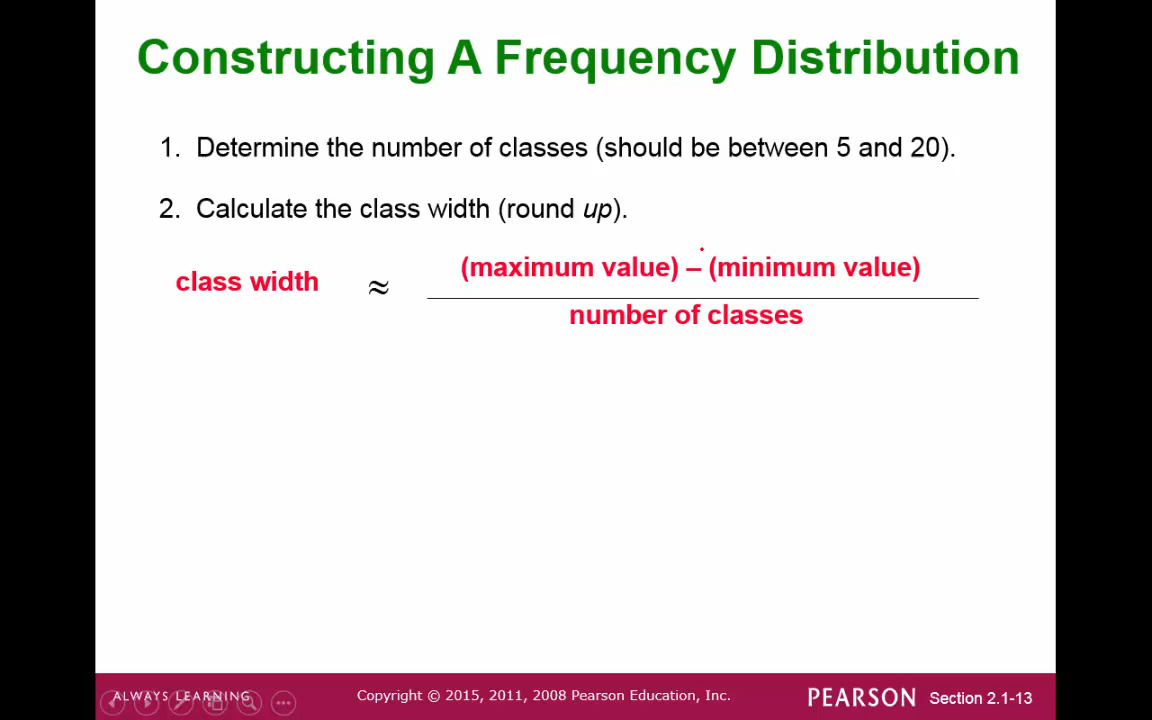 Constructing A Frequency Distribution
1. Determine the number of classes (should be between 5 and 20).
2. Calculate the class width (round up).
class width ≈ (maximum value) – (minimum value)
number of classes
ALWAYS LEARNING
Copyright © 2015, 2011, 2008 Pearson Education, Inc.
PEARSON
Section 2.1-13